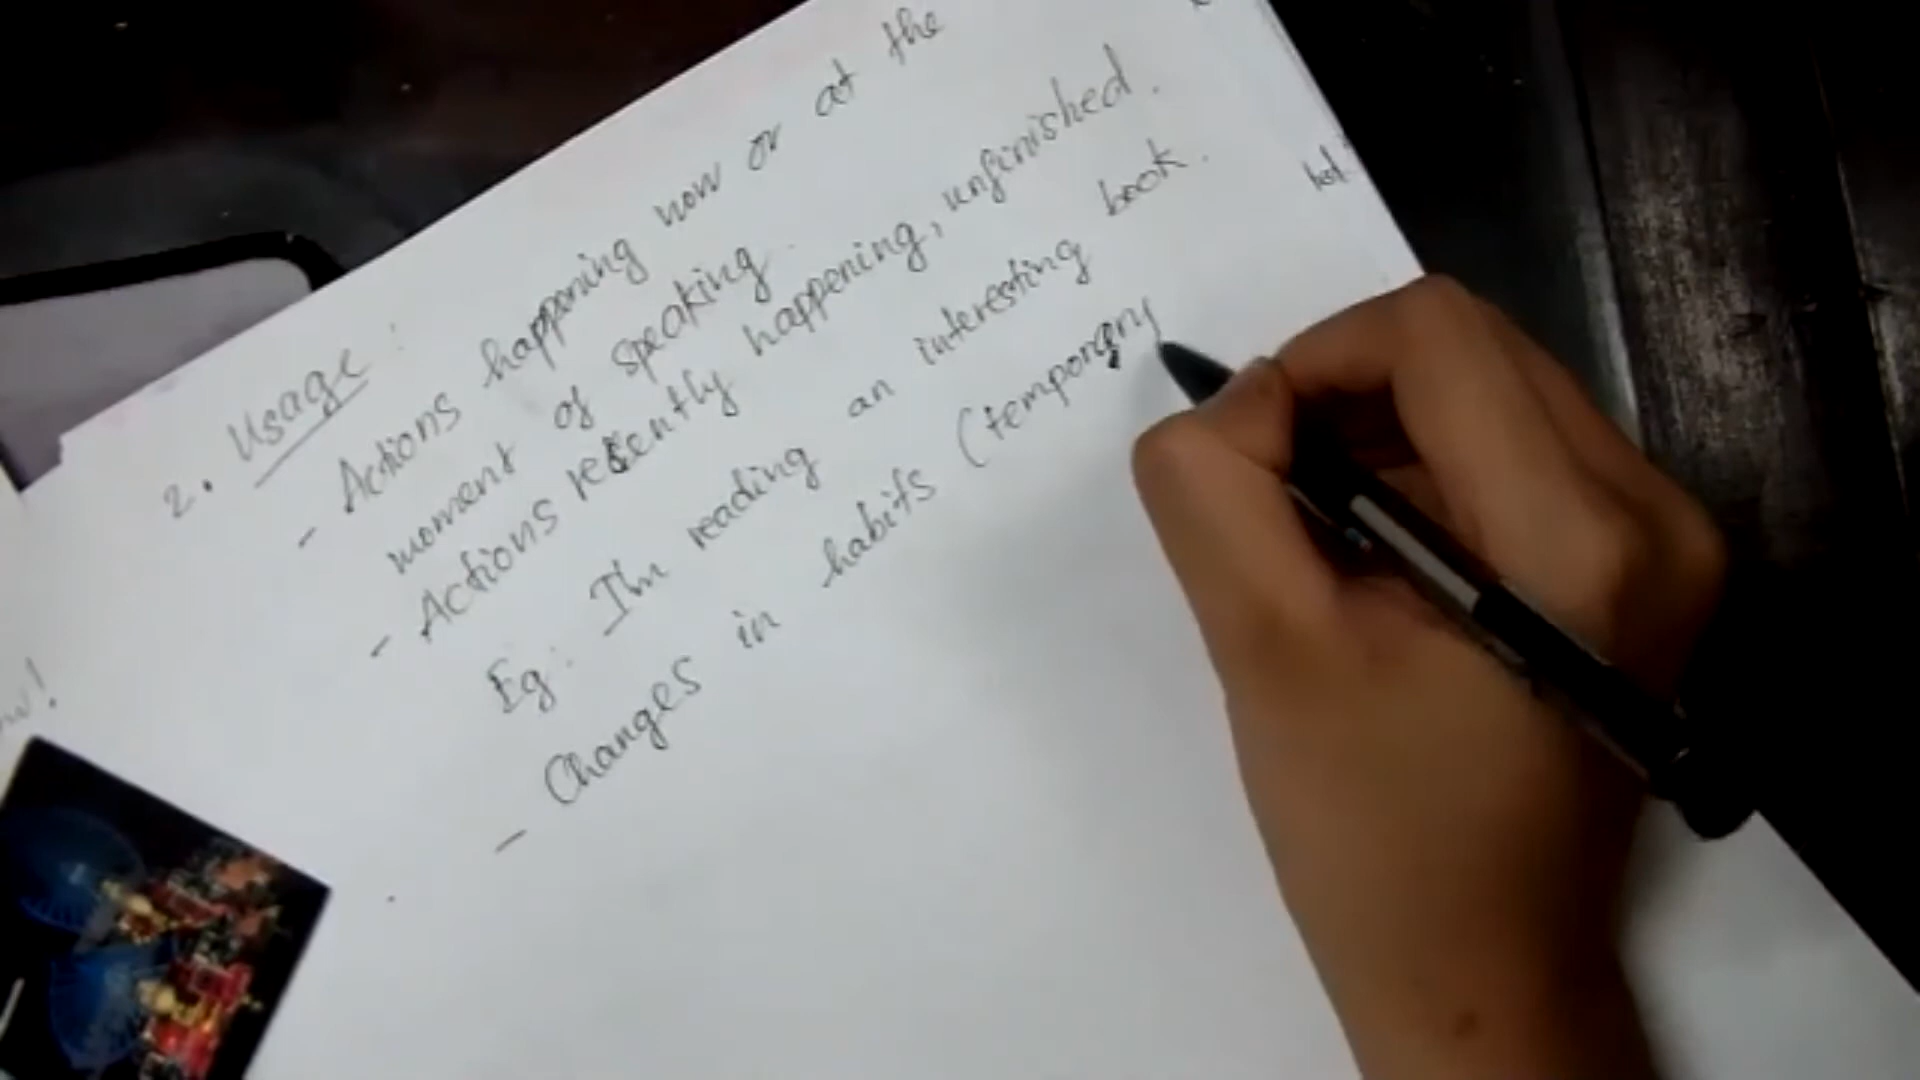 2. Usage:
- Actions happening now or at the
moment of speaking.
- Actions recently happening, unfinished.
Eg: I'm reading an interesting book.
- Changes in habits (temporary